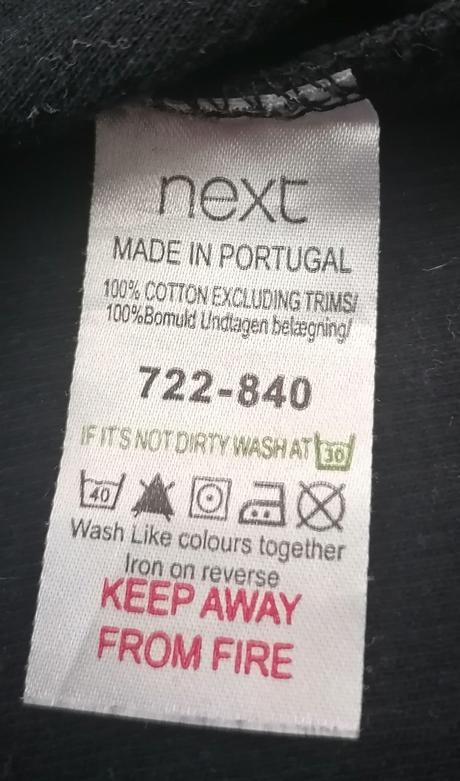 next
MADE IN PORTUGAL
100% COTTON EXCLUDING TRIMS/
100%Bomuld Undtagen belægning/
722-840
IF IT'S NOT DIRTY WASH AT 30
40
Wash Like colours together
Iron on reverse
KEEP AWAY
FROM FIRE